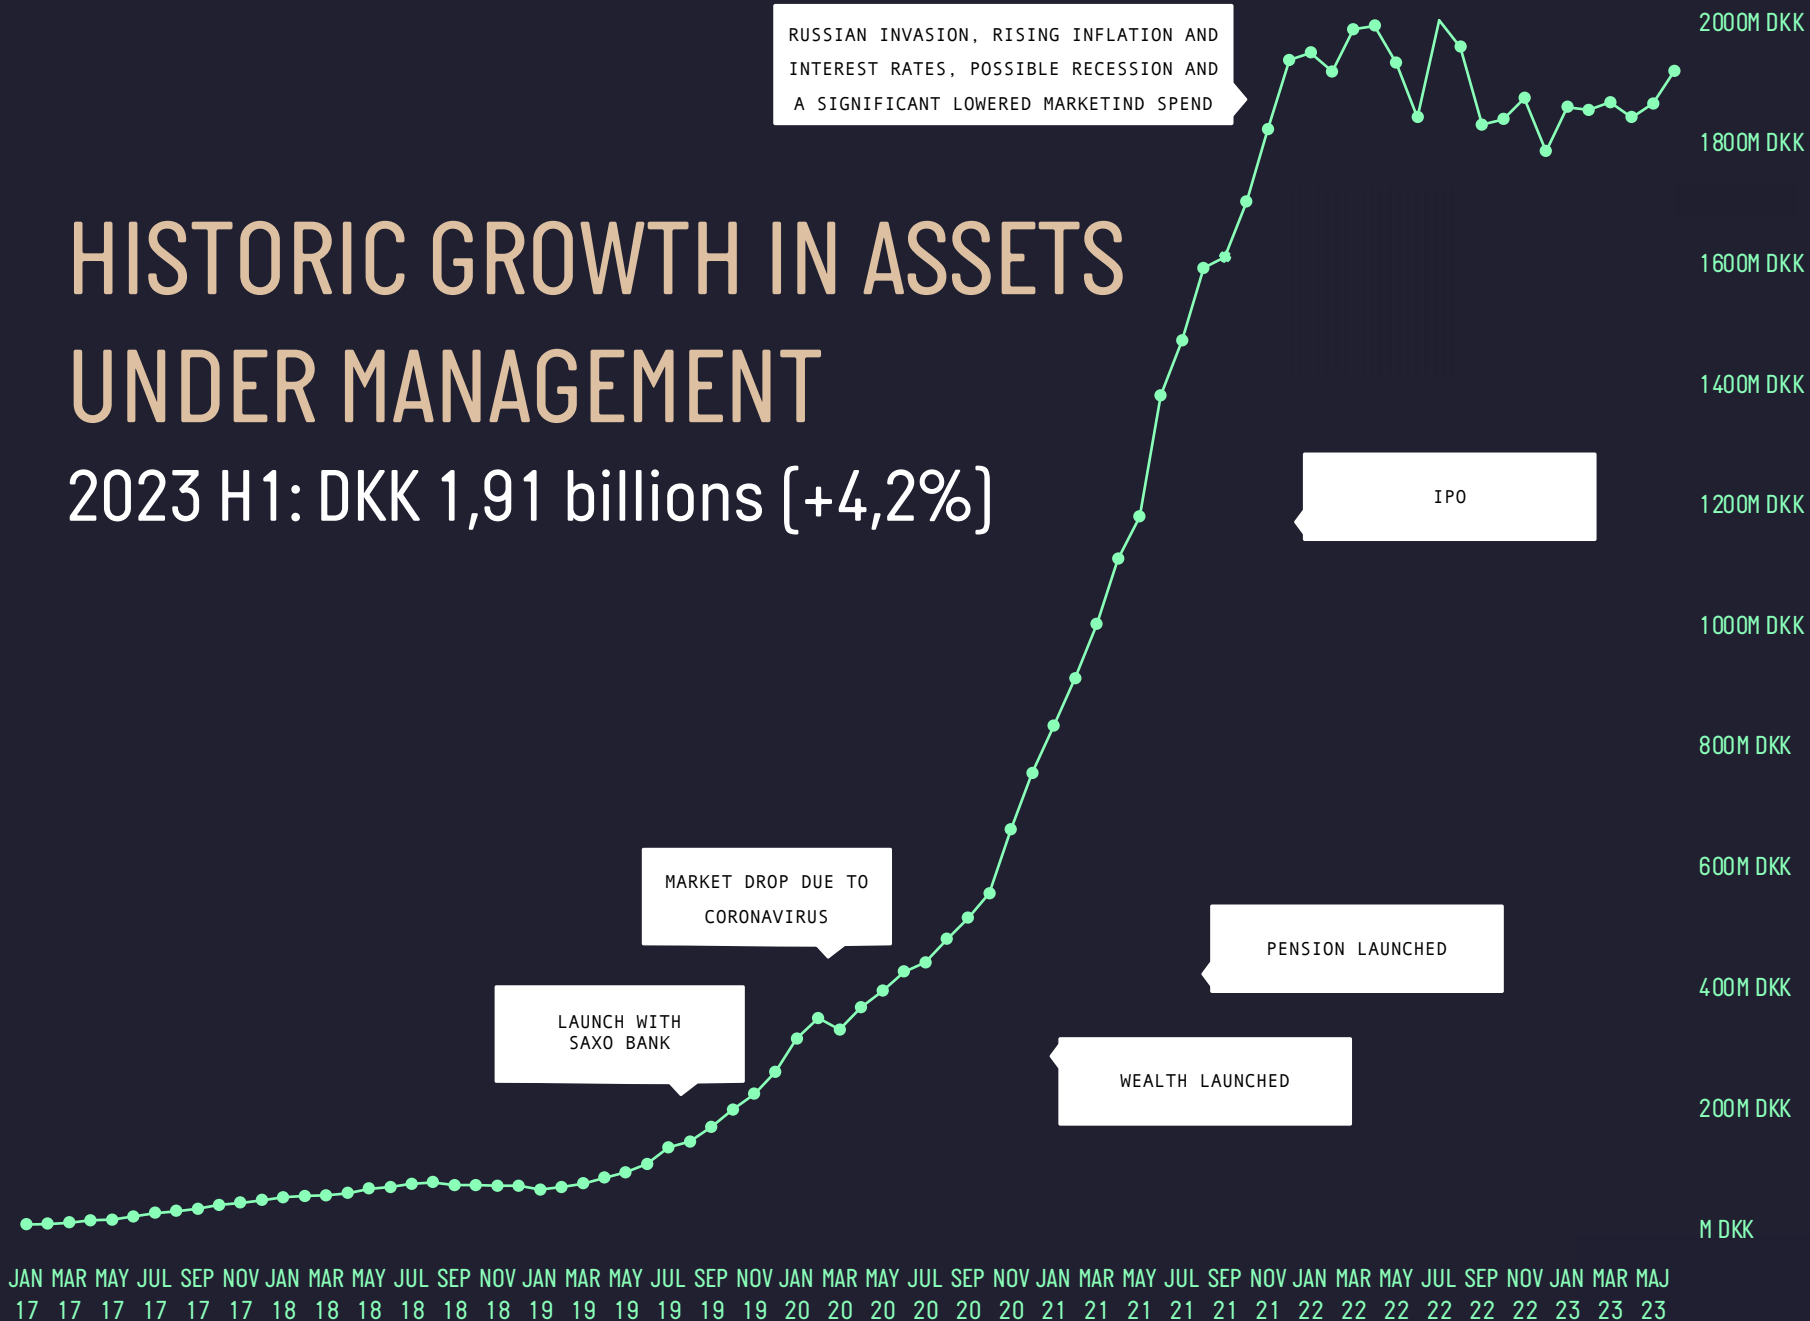 RUSSIAN INVASION, RISING INFLATION AND
INTEREST RATES, POSSIBLE RECESSION AND
A SIGNIFICANT LOWERED MARKETIND SPEND
HISTORIC GROWTH IN ASSETS
UNDER MANAGEMENT
2023 H1: DKK 1,91 billions (+4,2%)
IPO
MARKET DROP DUE TO
CORONAVIRUS
PENSION LAUNCHED
LAUNCH WITH
SAXO BANK
WEALTH LAUNCHED
2000M DKK
1800M DKK
1600M DKK
1400M DKK
1200M DKK
1000M DKK
800M DKK
600M DKK
400M DKK
200M DKK
M DKK
JAN MAR MAY JUL SEP NOV JAN MAR MAY JUL SEP NOV JAN MAR MAY JUL SEP NOV JAN MAR MAY JUL SEP NOV JAN MAR MAY JUL SEP NOV JAN MAR MAY JUL SEP NOV JAN MAR MAJ
17 17 17 17 17 17 18 18 18 18 18 18 19 19 19 19 19 19 20 20 20 20 20 20 21 21 21 21 21 21 22 22 22 22 22 22 23 23 23